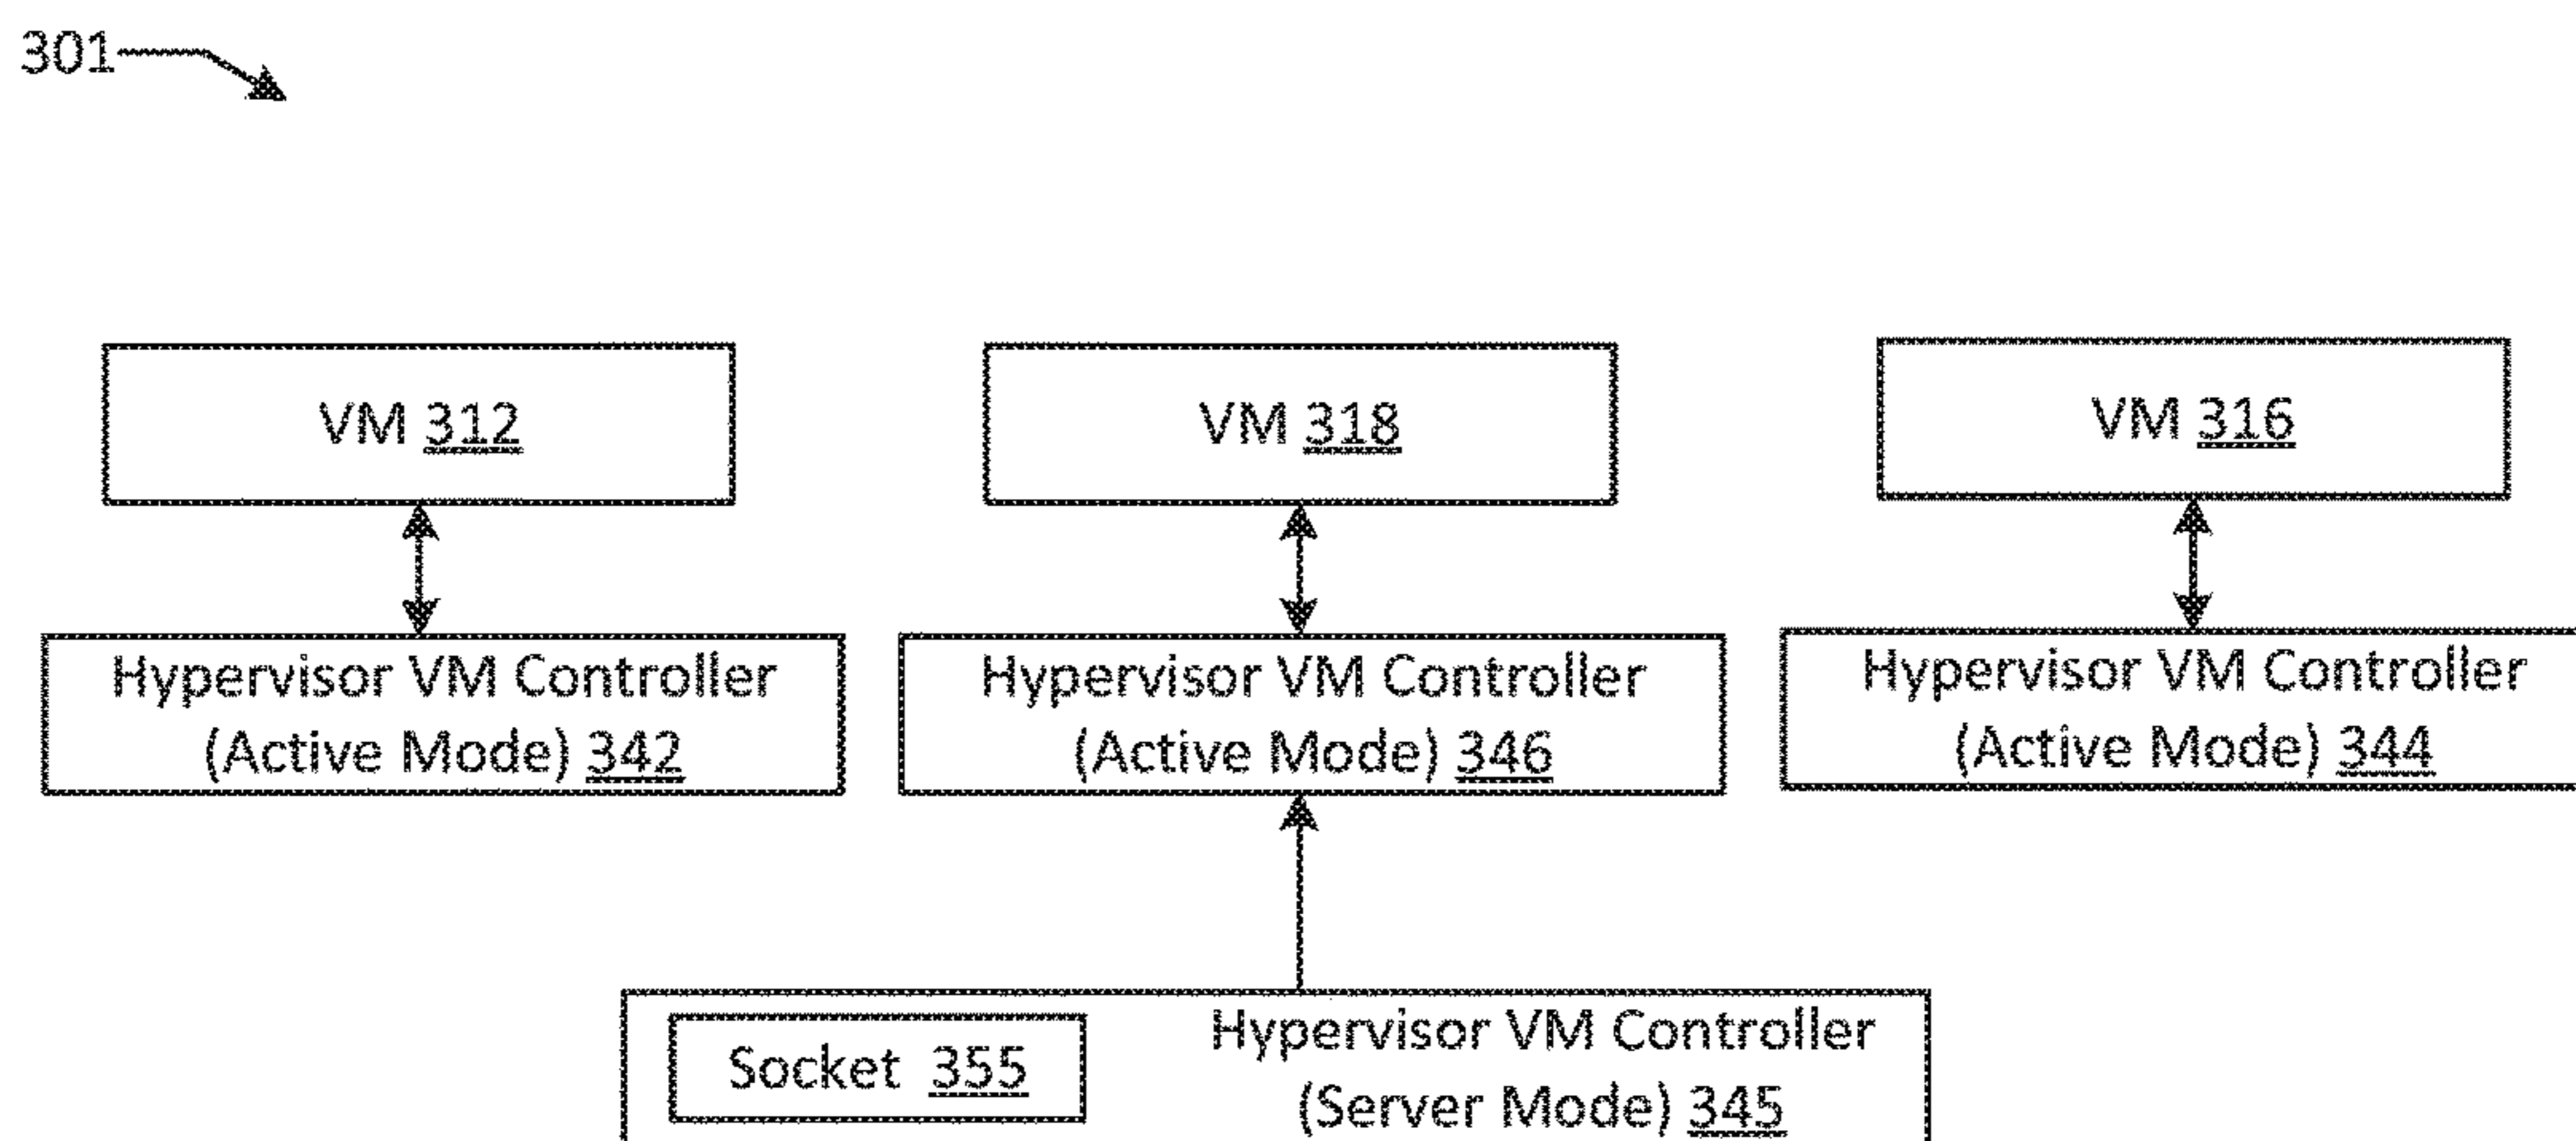 301
VM 312
VM 318
VM 316
Hypervisor VM Controller
(Active Mode) 342
Hypervisor VM Controller
(Active Mode) 346
Hypervisor VM Controller
(Active Mode) 344
Socket 355
Hypervisor VM Controller
(Server Mode) 345